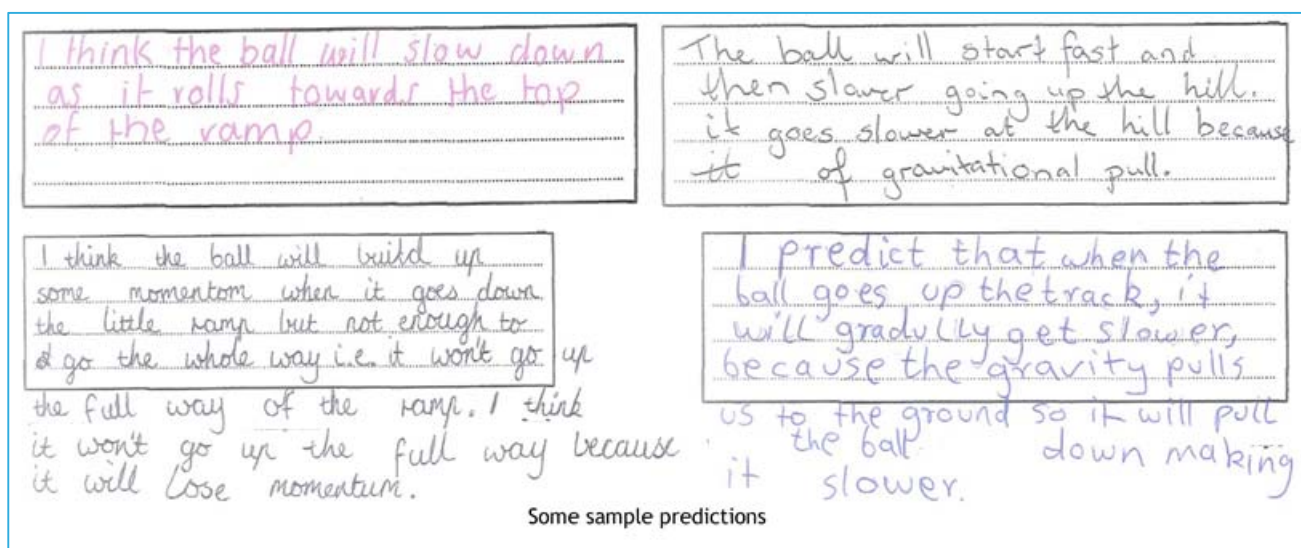 I think the ball will slow down
as it rolls towards the top
of the ramp.
The ball will start fast and
then slower going up the hill.
it goes slower at the hill because
it of gravitational pull.
I think the ball will build up
some momentom when it goes down
the little ramp but not enough to
go the whole way i.e. it won't go up
the full way of the ramp. I think
it won't go up the full way because
it will lose momentum.
I predict that when the
ball goes up the track, it
will gradully get slower,
because the gravity pulls
us to the ground so it will pull
the ball down making
it slower.
Some sample predictions